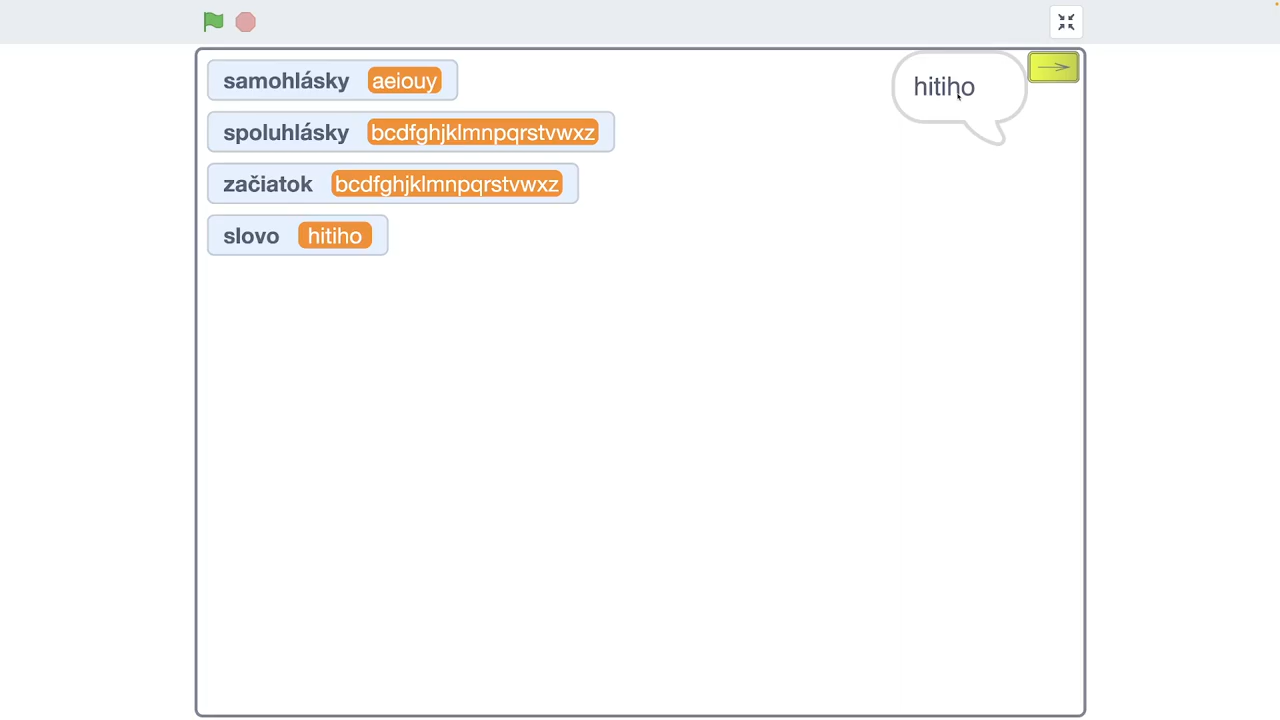 samohlásky aeiouy
spoluhlásky bcdfghjklmnpqrstvwxz
začiatok bcdfghjklmnpqrstvwxz
slovo hitiho
hitiho